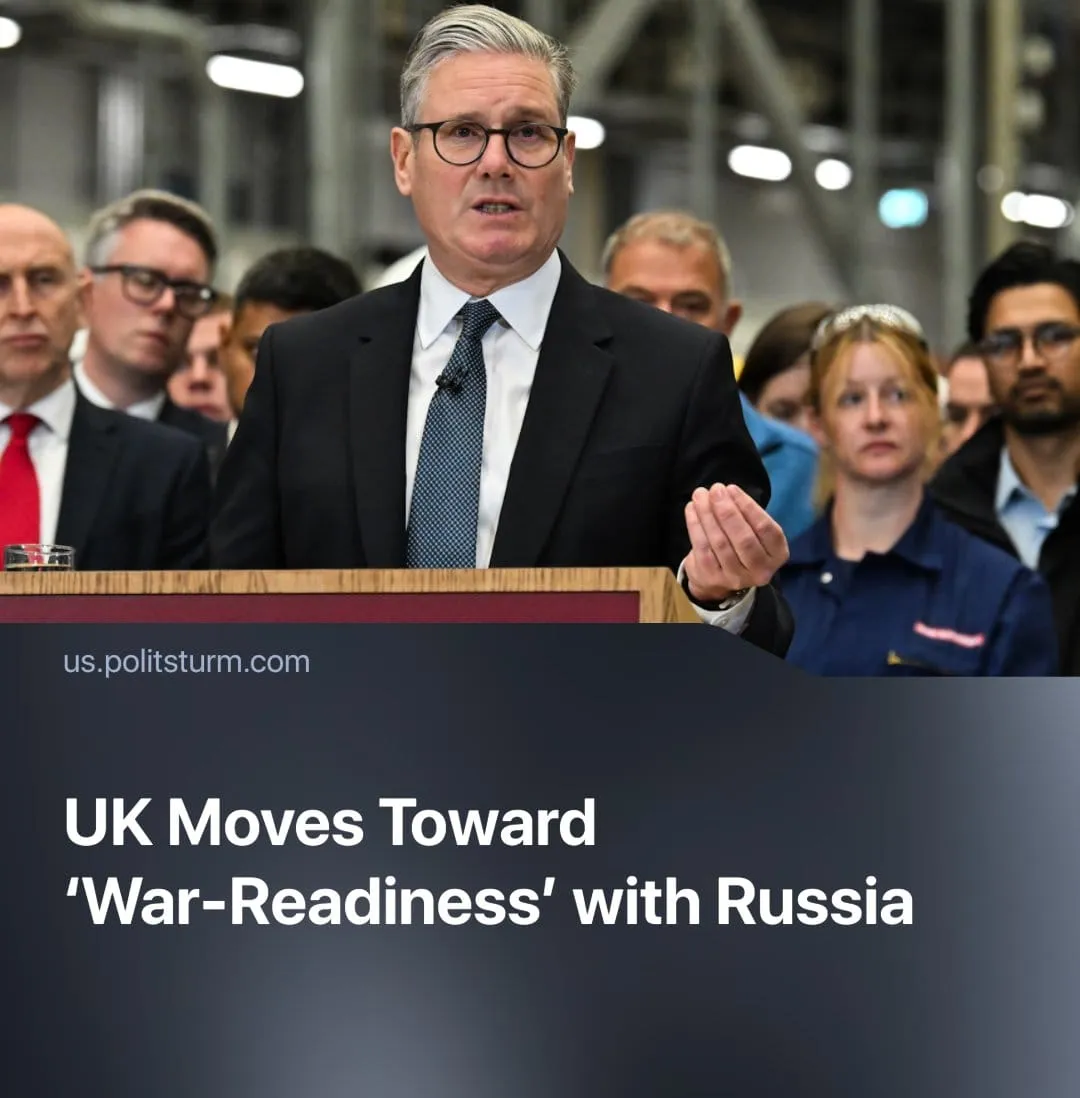 us.politsturm.com
UK Moves Toward
‘War-Readiness’ with Russia